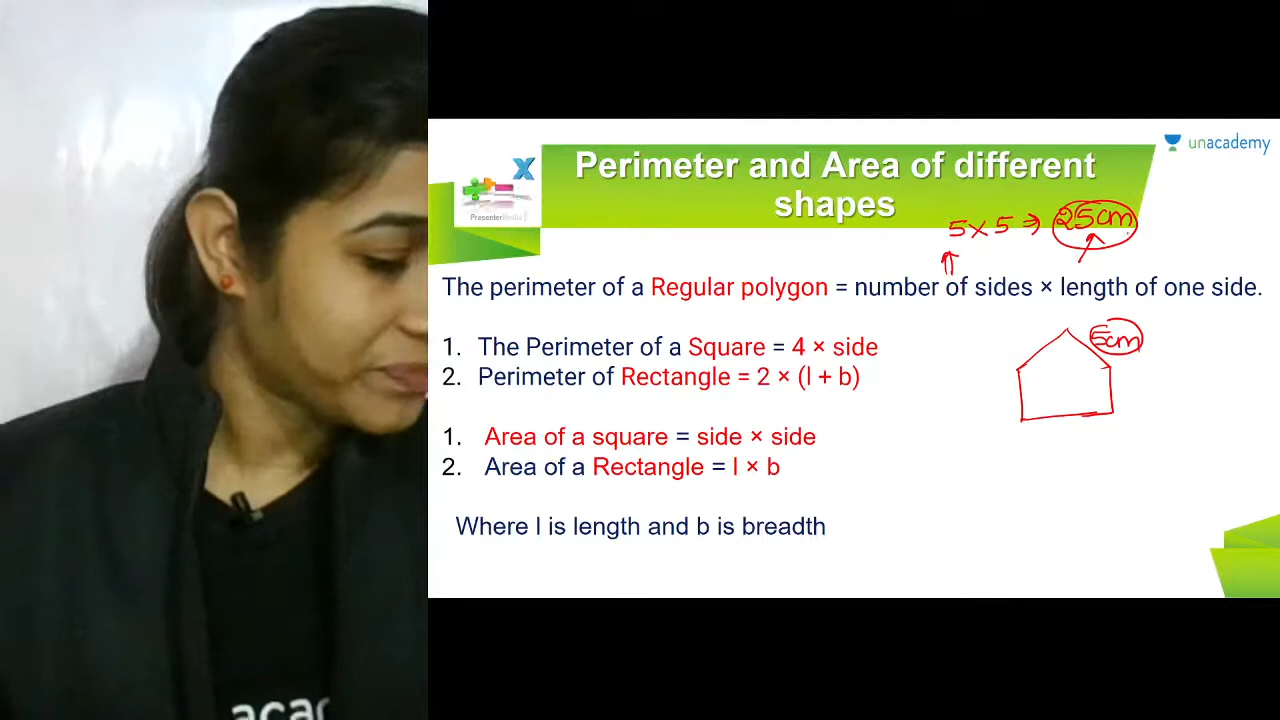 unacademy
Perimeter and Area of different
shapes
X
PresenterMedia
5 × 5 ⇒ 25cm
The perimeter of a Regular polygon = number of sides × length of one side.
5cm
1. The Perimeter of a Square = 4 × side
2. Perimeter of Rectangle = 2 × (l + b)
1. Area of a square = side × side
2. Area of a Rectangle = l × b
Where l is length and b is breadth
acac